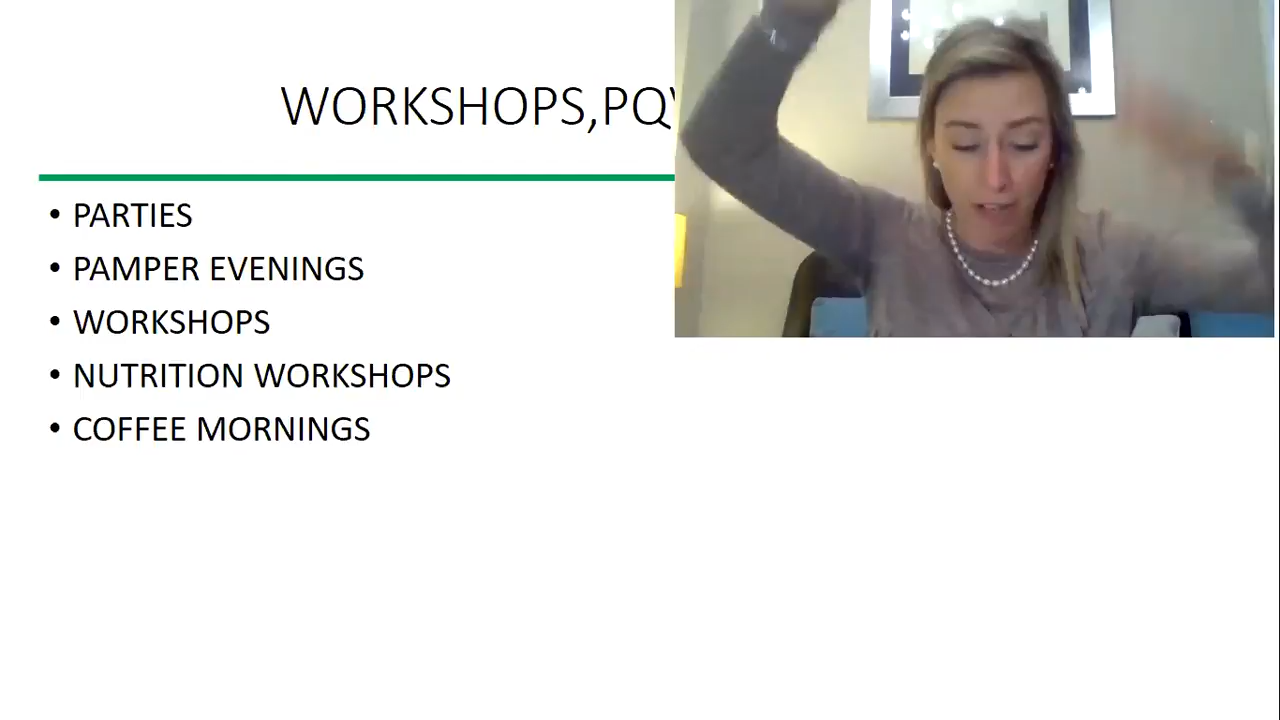 WORKSHOPS,PQ
• PARTIES
• PAMPER EVENINGS
• WORKSHOPS
• NUTRITION WORKSHOPS
• COFFEE MORNINGS